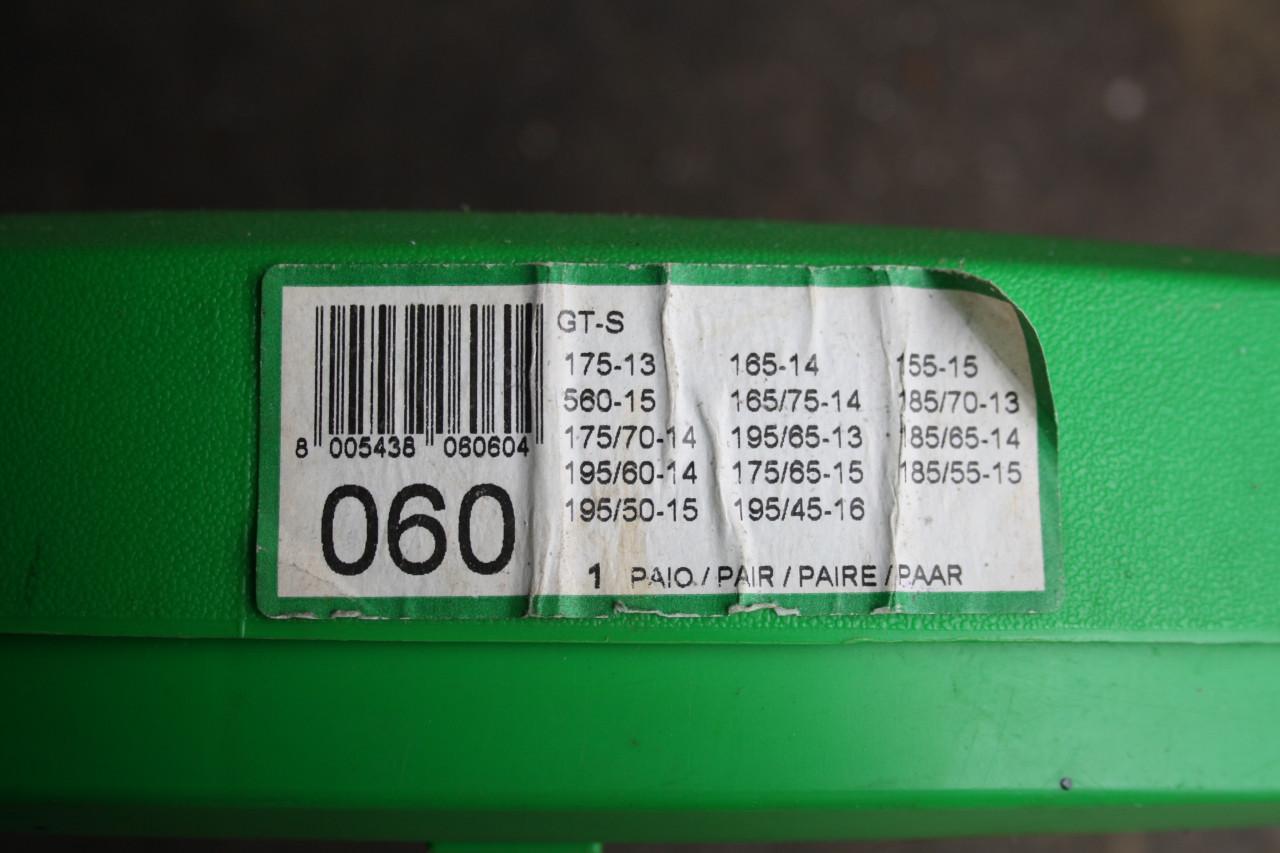 GT-S
175-13 165-14 155-15
560-15 165/75-14 185/70-13
175/70-14 195/65-13 185/65-14
195/60-14 175/65-15 185/55-15
195/50-15 195/45-16
8 005438 060604
060
1 PAIO / PAIR / PAIRE / PAAR